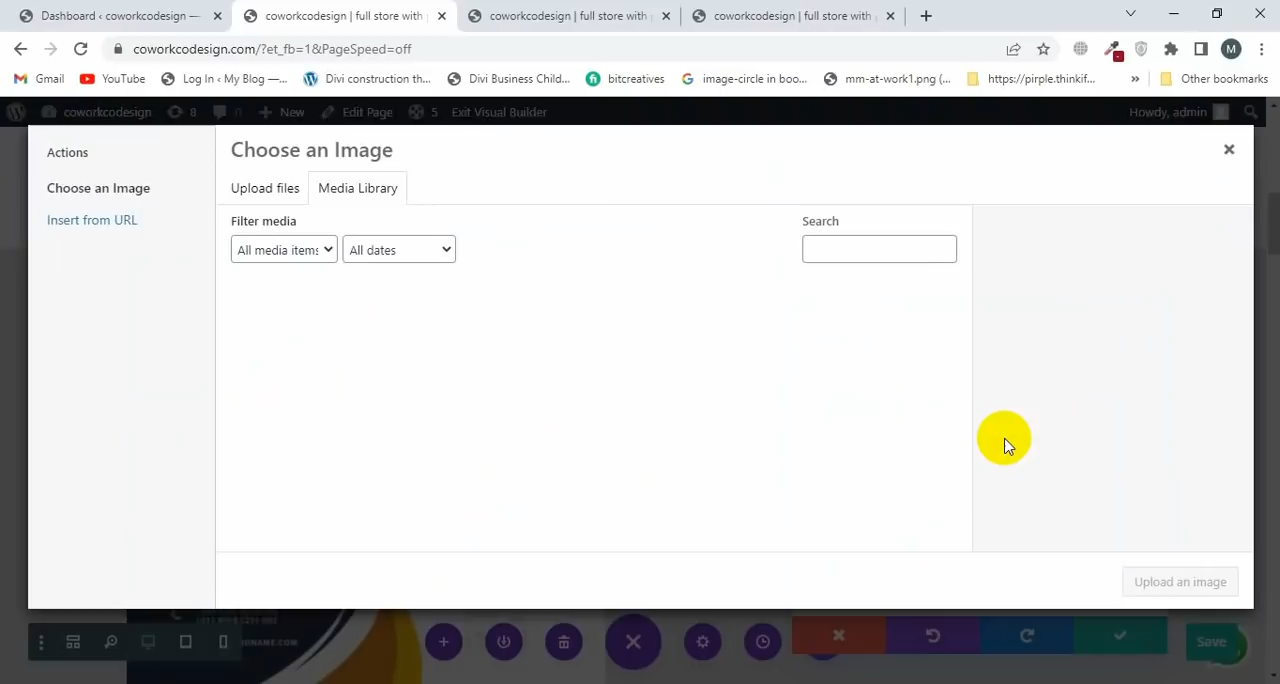 Dashboard ‹ coworkcodesign —
coworkcodesign | full store with
coworkcodesign | full store with
coworkcodesign | full store with
coworkcodesign.com/?et_fb=1&PageSpeed=off
M
Gmail
YouTube
Log In ‹ My Blog —...
Divi construction th...
Divi Business Child...
bitcreatives
image-circle in boo...
mm-at-work1.png (...
https://pirple.thinkif...
»
Other bookmarks
coworkcodesign
8
0
New
Edit Page
5
Exit Visual Builder
Howdy, admin
Actions
Choose an Image
Insert from URL
Choose an Image
Upload files
Media Library
Filter media
All media items
All dates
Search
Upload an image
Save